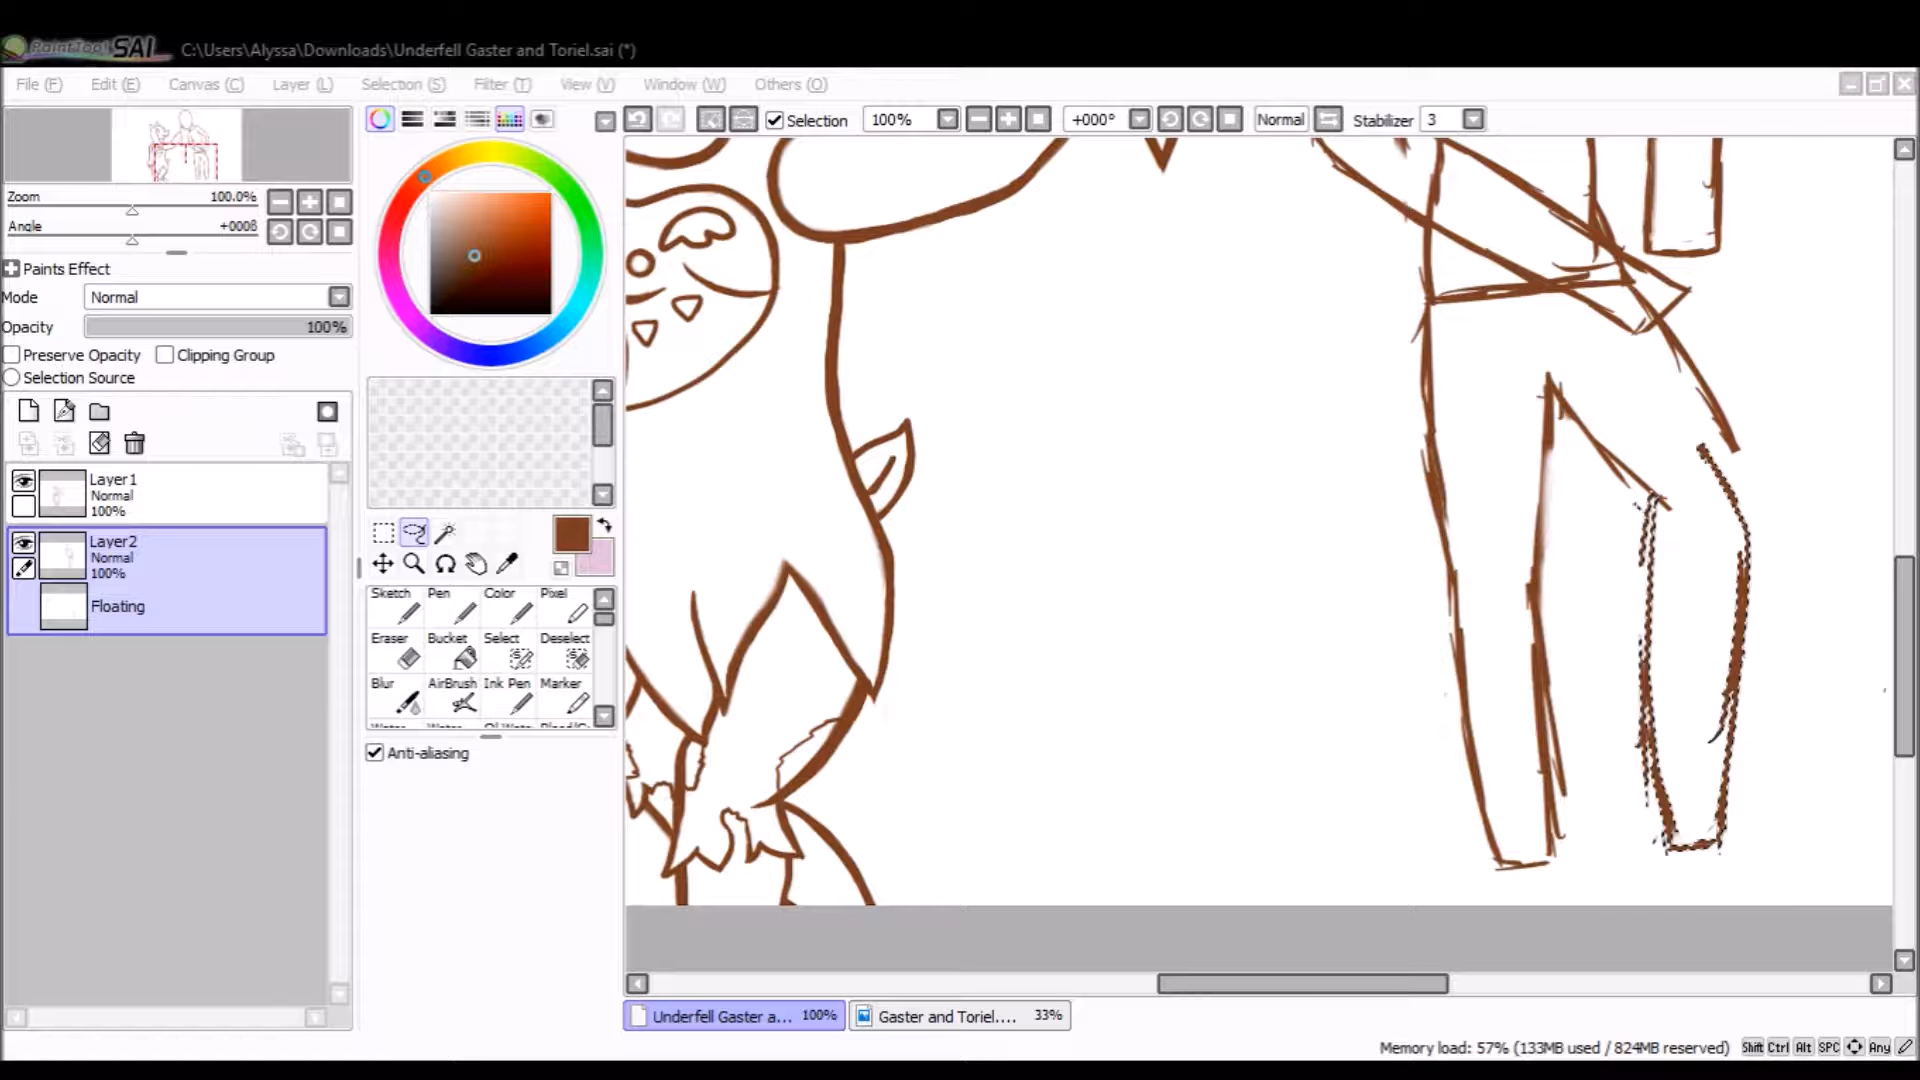 PaintTool SAI C:\Users\Alyssa\Downloads\Underfell Gaster and Toriel.sai (*)
File (F) Edit (E) Canvas (C) Layer (L) Selection (S) Filter (T) View (V) Window (W) Others (O)
Selection 100% +000° Normal Stabilizer 3
Zoom 100.0%
Angle +000ß
Paints Effect
Mode Normal
Opacity 100%
Preserve Opacity Clipping Group
Selection Source
Layer1
Normal
100%
Layer2
Normal
100%
Floating
Sketch Pen Color Pixel
Eraser Bucket Select Deselect
Blur AirBrush Ink Pen Marker
Anti-aliasing
Underfell Gaster a... 100% Gaster and Toriel.... 33%
Memory load: 57% (133MB used / 824MB reserved) Shift Ctrl Alt SPC Any